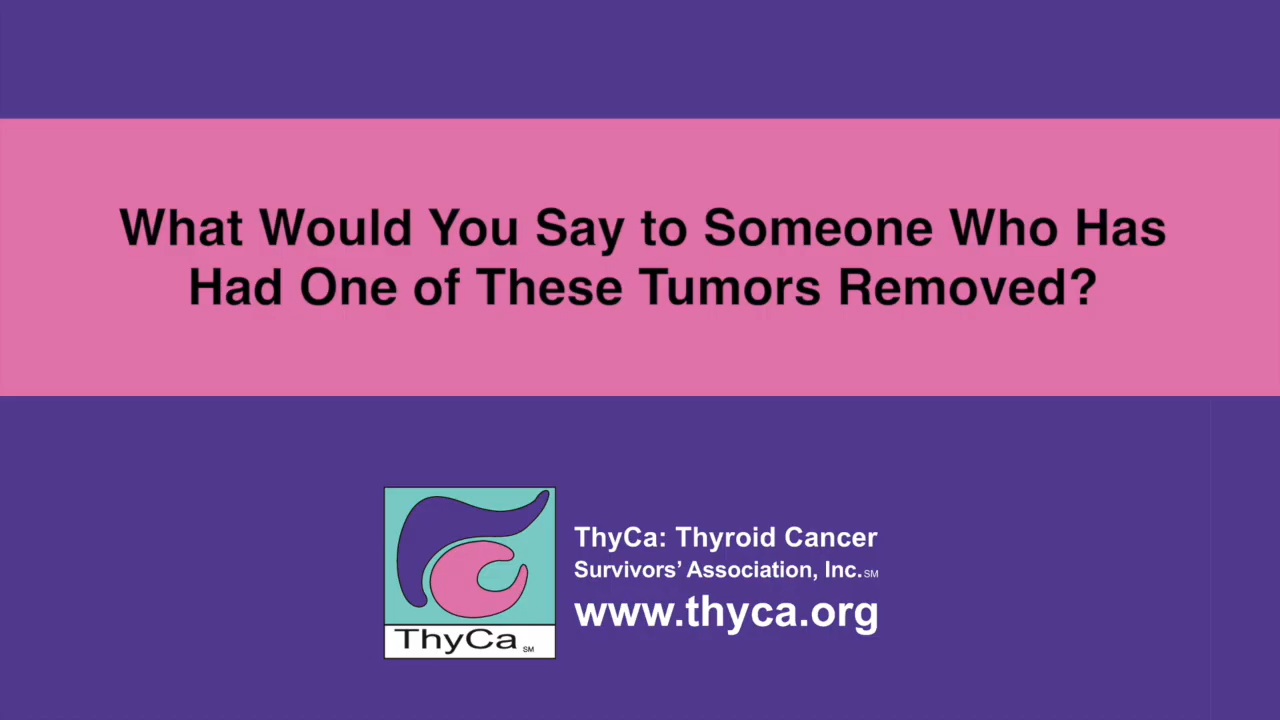 What Would You Say to Someone Who Has
Had One of These Tumors Removed?
ThyCa: Thyroid Cancer
Survivors’ Association, Inc. SM
www.thyca.org
ThyCa SM